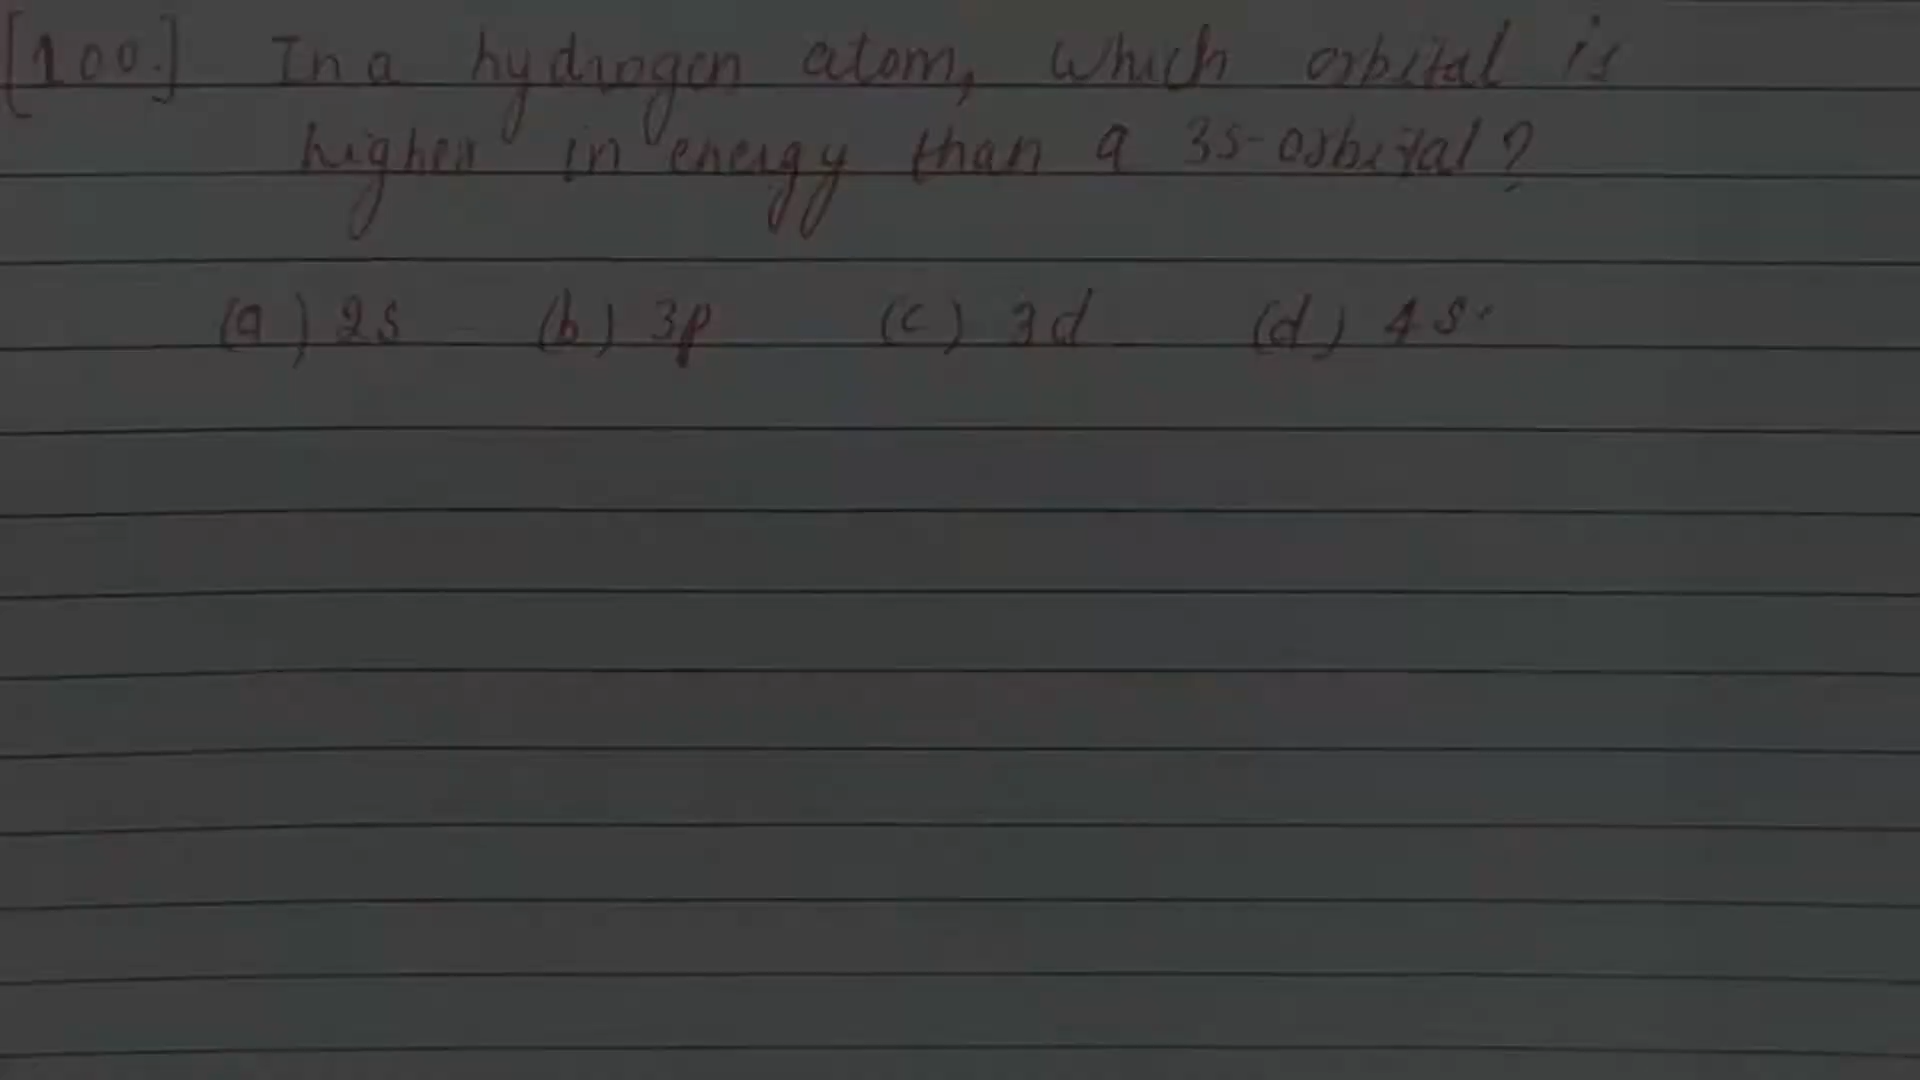 [100.] In a hydrogen atom, which orbital is
higher in energy than a 3s-orbital?
(a) 2s (b) 3p (c) 3d (d) 4s.